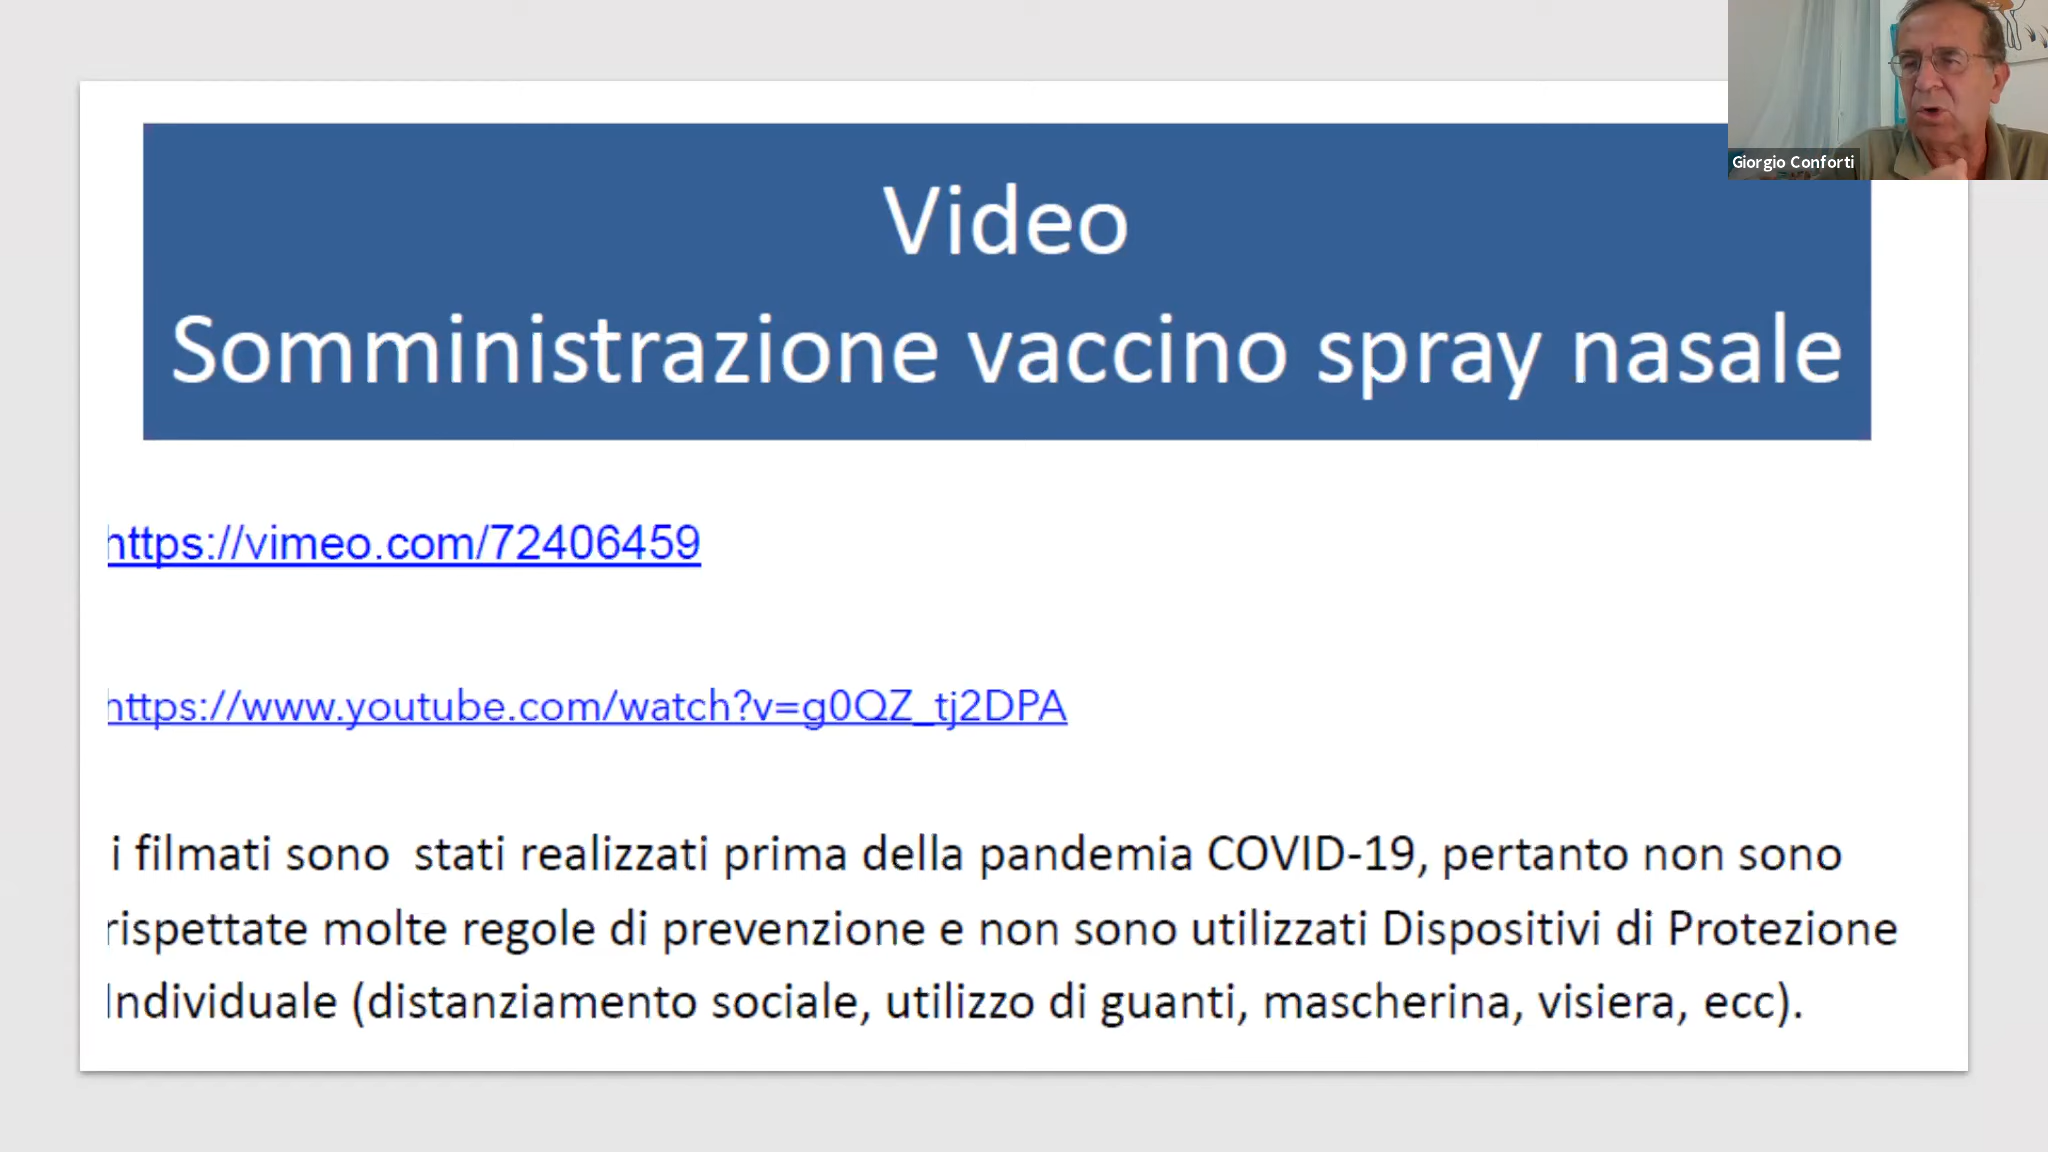 Giorgio Conforti
Video
Somministrazione vaccino spray nasale
https://vimeo.com/72406459
https://www.youtube.com/watch?v=g0QZ_tj2DPA
i filmati sono stati realizzati prima della pandemia COVID-19, pertanto non sono
rispettate molte regole di prevenzione e non sono utilizzati Dispositivi di Protezione
Individuale (distanziamento sociale, utilizzo di guanti, mascherina, visiera, ecc).